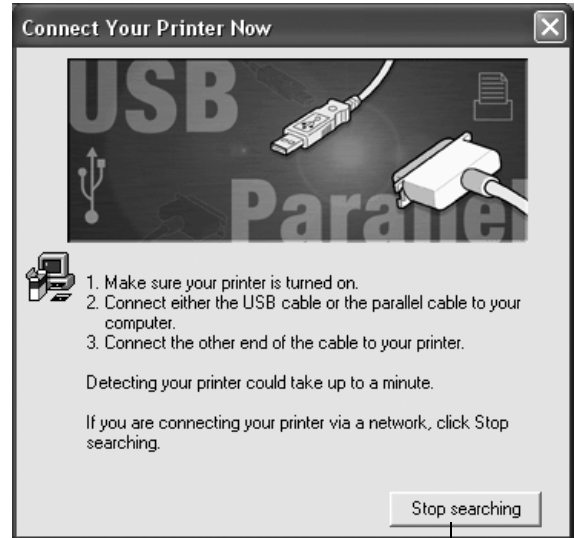 Connect Your Printer Now
USB
Parallel
1. Make sure your printer is turned on.
2. Connect either the USB cable or the parallel cable to your
computer.
3. Connect the other end of the cable to your printer.
Detecting your printer could take up to a minute.
If you are connecting your printer via a network, click Stop
searching.
Stop searching